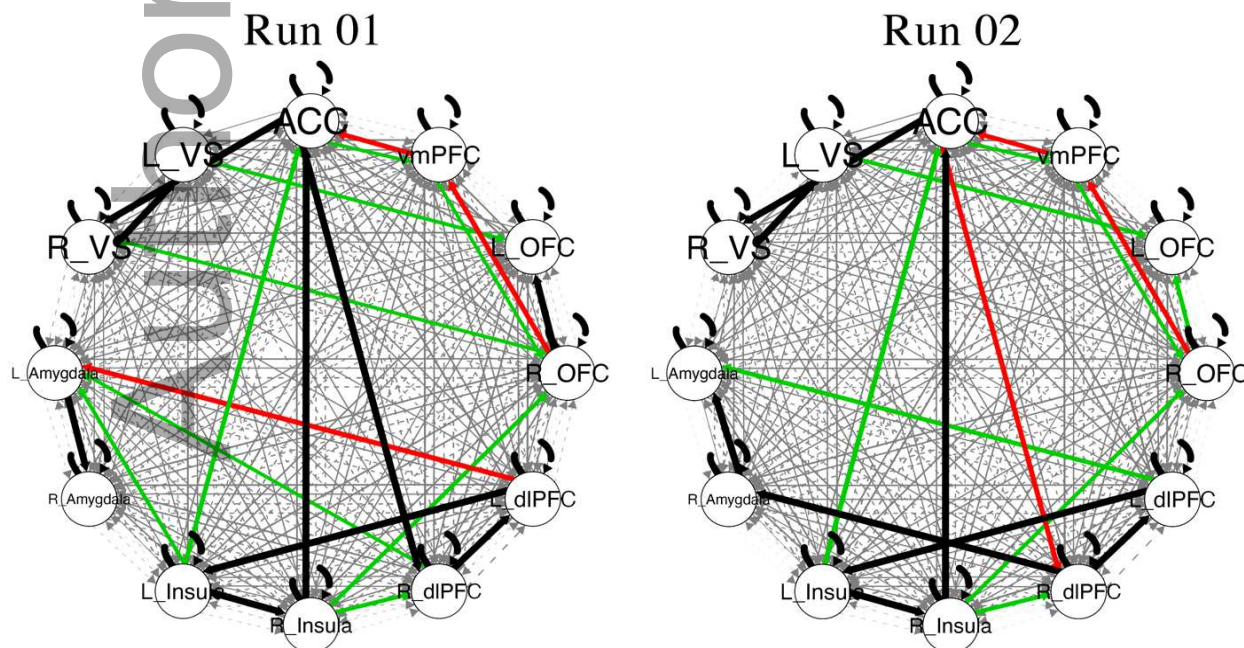 Run 01
Run 02
ACC
L_VS
vmPFC
R_VS
L_OFC
L_Amygdala
R_OFC
R_Amygdala
L_dlPFC
L_Insula
R_dlPFC
R_Insula
ACC
L_VS
vmPFC
R_VS
L_OFC
L_Amygdala
R_OFC
R_Amygdala
L_dlPFC
L_Insula
R_dlPFC
R_Insula